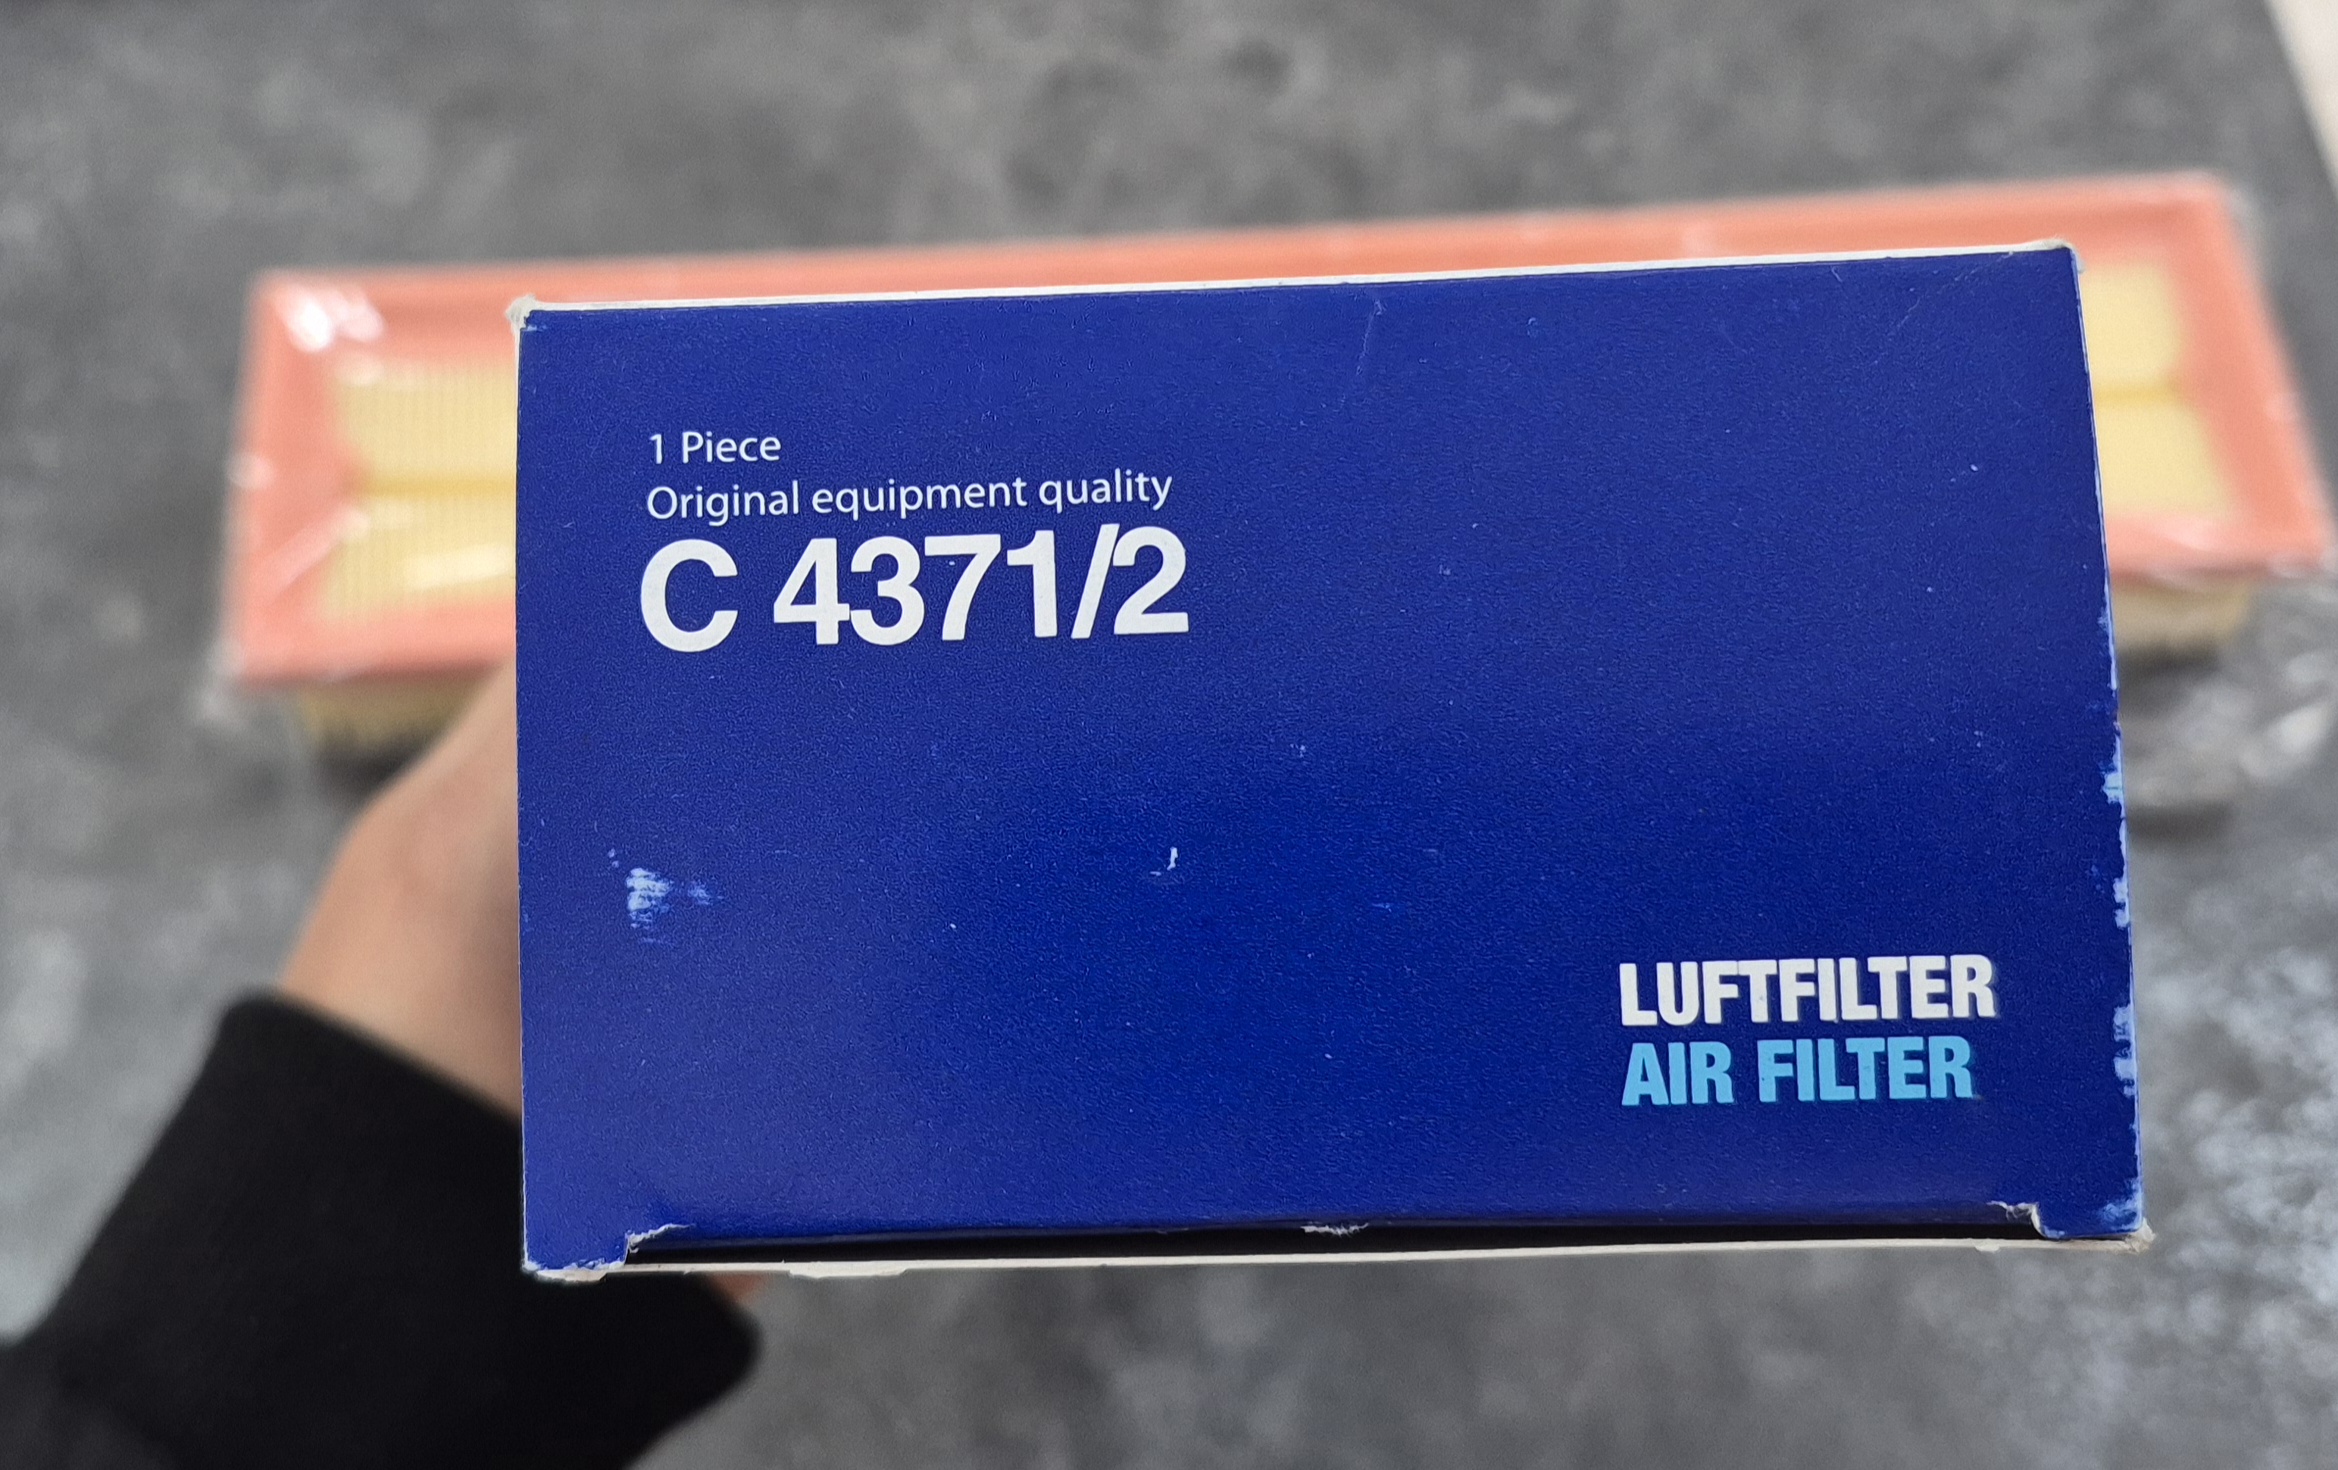 1 Piece
Original equipment quality
C 4371/2
LUFTFILTER
AIR FILTER